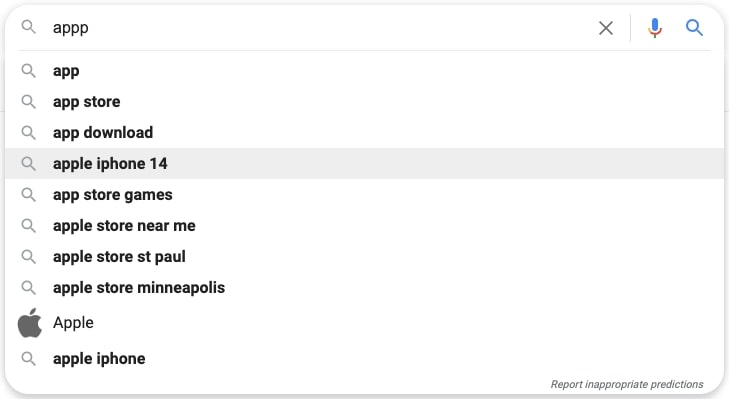 appp
app
app store
app download
apple iphone 14
app store games
apple store near me
apple store st paul
apple store minneapolis
Apple
apple iphone
Report inappropriate predictions